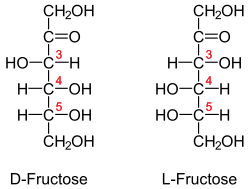 CH₂OH CH₂OH
C=O C=O
3 3
HO–C–H H–C–OH
4 4
H–C–OH HO–C–H
5 5
H–C–OH HO–C–H
CH₂OH CH₂OH
D-Fructose L-Fructose